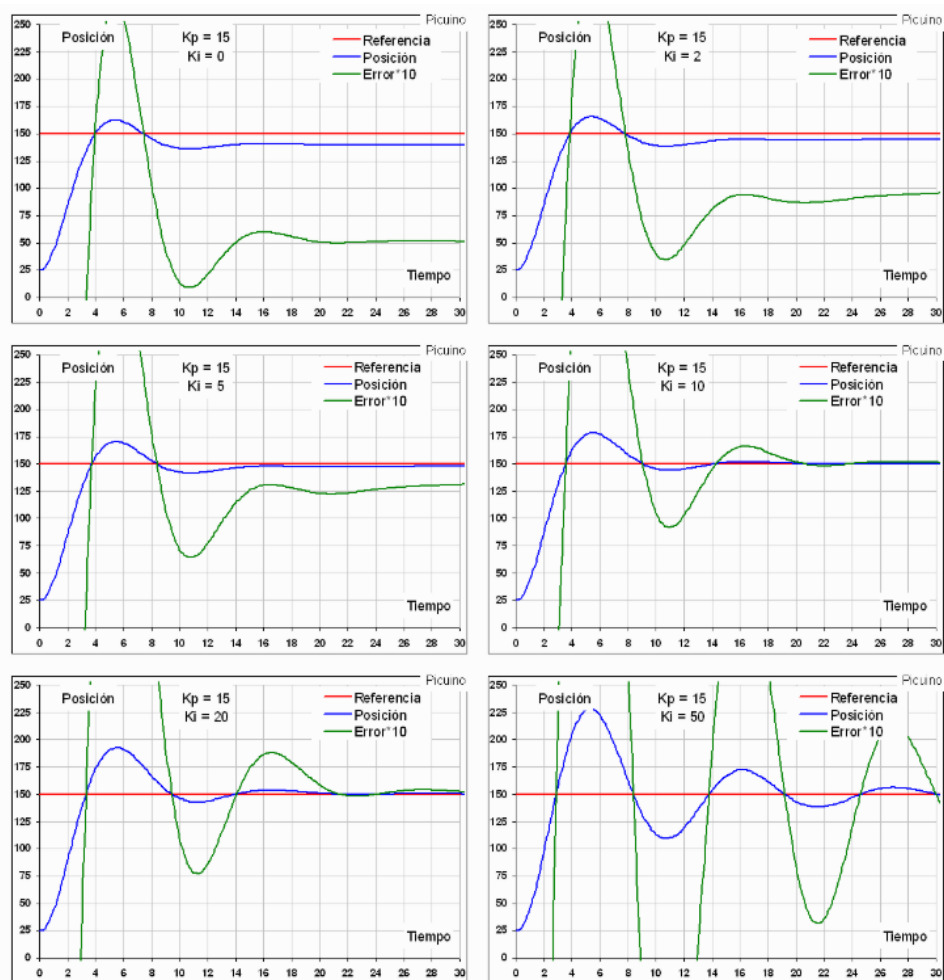 Picuino
Posición
Kp = 15
Ki = 0
Referencia
Posición
Error*10
250
225
200
175
150
125
100
75
50
25
0
Tiempo
0 2 4 6 8 10 12 14 16 18 20 22 24 26 28 30
Picuino
Posición
Kp = 15
Ki = 2
Referencia
Posición
Error*10
250
225
200
175
150
125
100
75
50
25
0
Tiempo
0 2 4 6 8 10 12 14 16 18 20 22 24 26 28 30
Picuino
Posición
Kp = 15
Ki = 5
Referencia
Posición
Error*10
250
225
200
175
150
125
100
75
50
25
0
Tiempo
0 2 4 6 8 10 12 14 16 18 20 22 24 26 28 30
Picuino
Posición
Kp = 15
Ki = 10
Referencia
Posición
Error*10
250
225
200
175
150
125
100
75
50
25
0
Tiempo
0 2 4 6 8 10 12 14 16 18 20 22 24 26 28 30
Picuino
Posición
Kp = 15
Ki = 20
Referencia
Posición
Error*10
250
225
200
175
150
125
100
75
50
25
0
Tiempo
0 2 4 6 8 10 12 14 16 18 20 22 24 26 28 30
Picuino
Posición
Kp = 15
Ki = 50
Referencia
Posición
Error*10
250
225
200
175
150
125
100
75
50
25
0
Tiempo
0 2 4 6 8 10 12 14 16 18 20 22 24 26 28 30